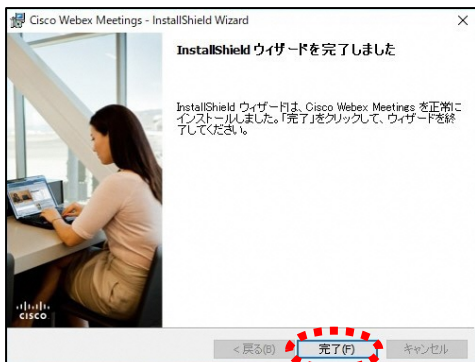 Cisco Webex Meetings - InstallShield Wizard
InstallShield ウィザードを完了しました
InstallShield ウィザードは、Cisco Webex Meetings を正常に
インストールしました。「完了」をクリックして、ウィザードを終
了してください。
CISCO
< 戻る(B)
完了(F)
キャンセル